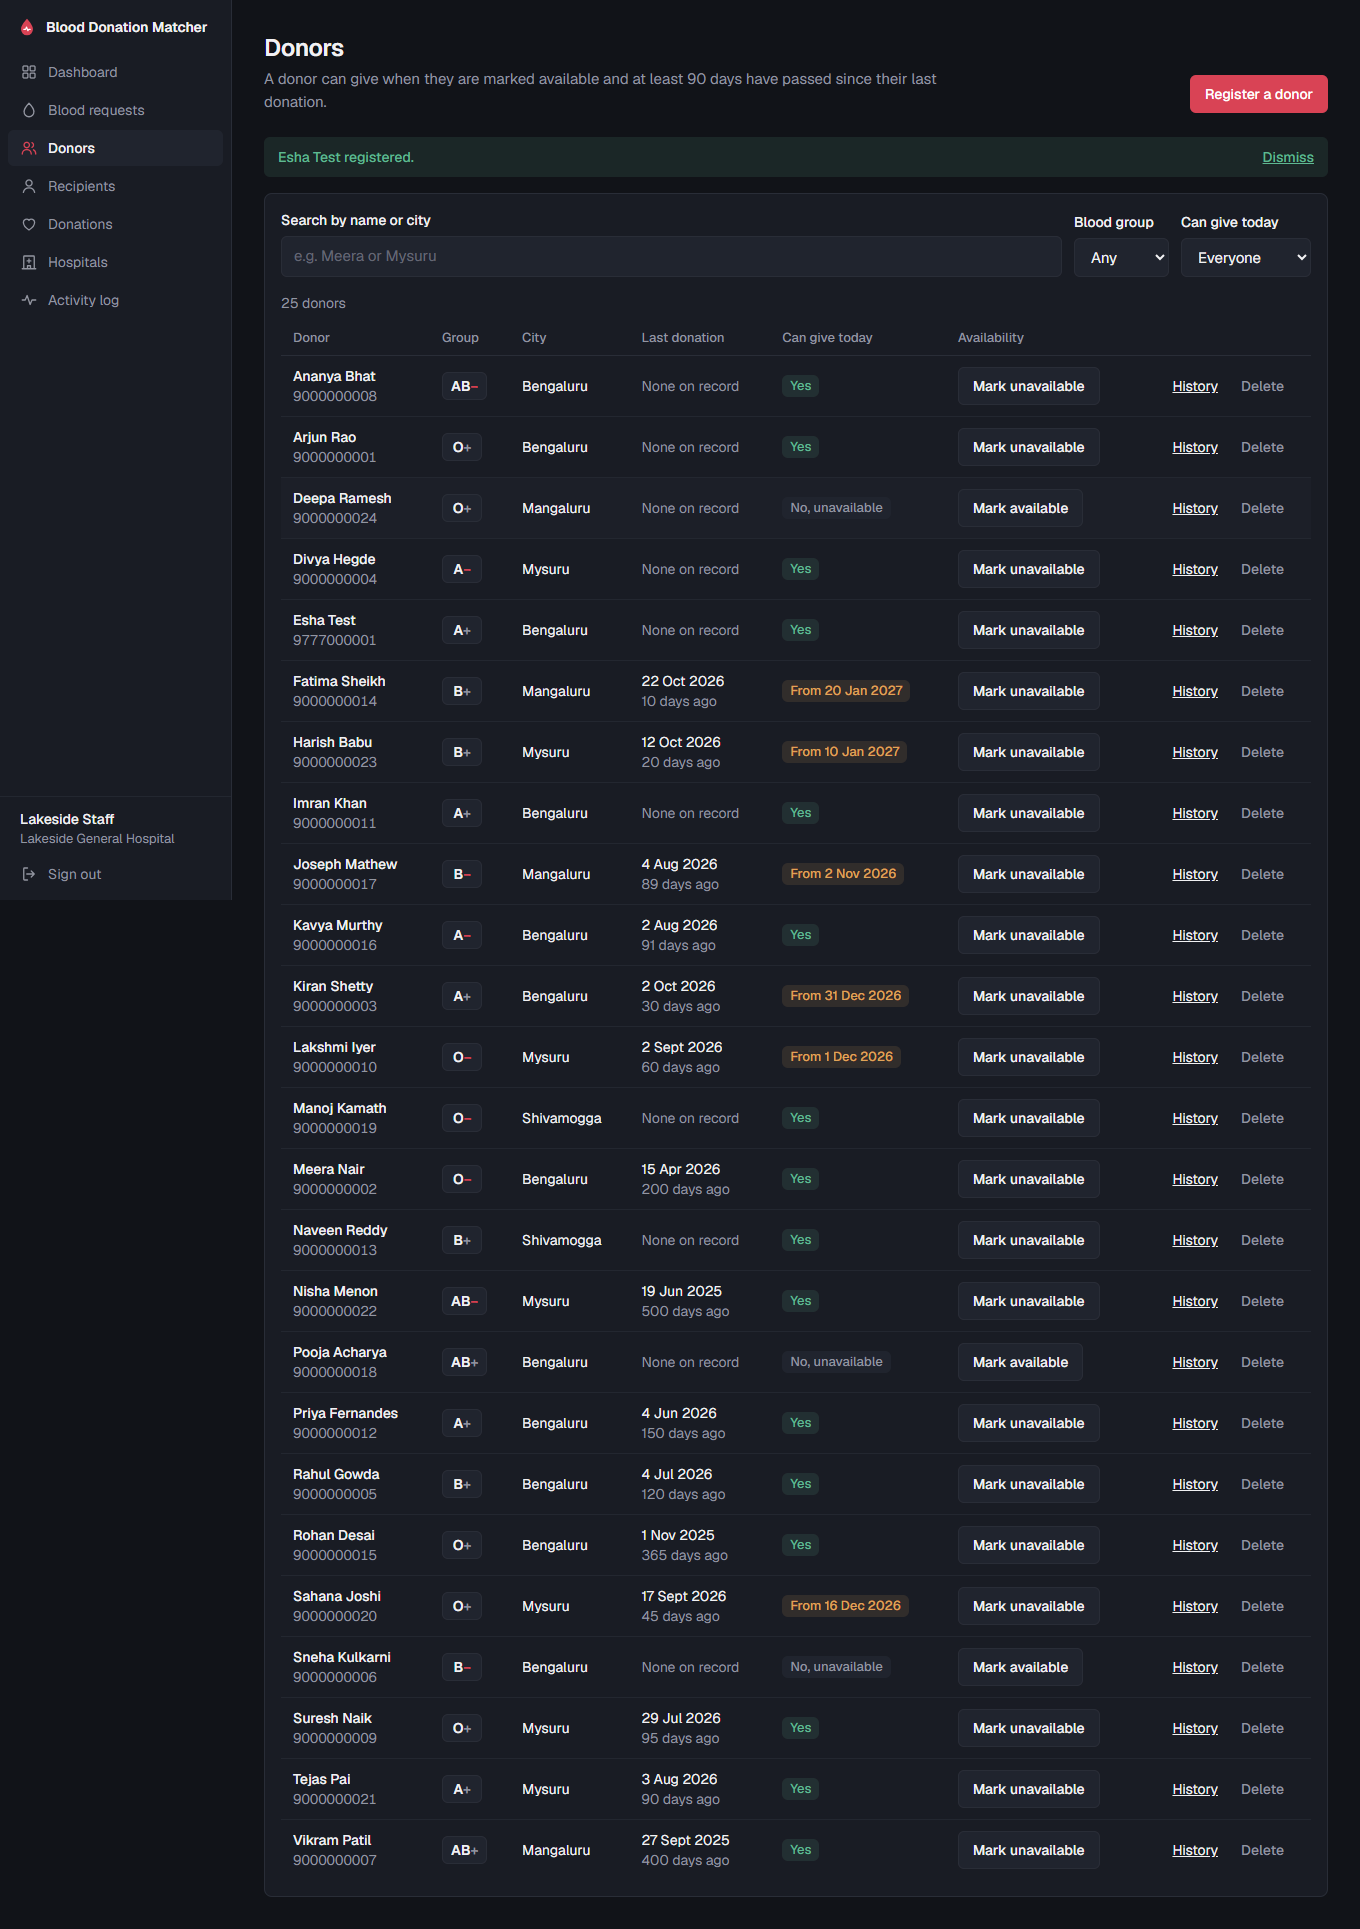 Blood Donation Matcher
Dashboard
Blood requests
Donors
Recipients
Donations
Hospitals
Activity log
Lakeside Staff
Lakeside General Hospital
Sign out
Donors
A donor can give when they are marked available and at least 90 days have passed since their last
donation.
Register a donor
Esha Test registered. Dismiss
Search by name or city Blood group Can give today
e.g. Meera or Mysuru Any Everyone
25 donors
Donor Group City Last donation Can give today Availability
Ananya Bhat
9000000008 AB− Bengaluru None on record Yes Mark unavailable History Delete
Arjun Rao
9000000001 O+ Bengaluru None on record Yes Mark unavailable History Delete
Deepa Ramesh
9000000024 O+ Mangaluru None on record No, unavailable Mark available History Delete
Divya Hegde
9000000004 A− Mysuru None on record Yes Mark unavailable History Delete
Esha Test
9777000001 A+ Bengaluru None on record Yes Mark unavailable History Delete
Fatima Sheikh 22 Oct 2026
9000000014 B+ Mangaluru 10 days ago From 20 Jan 2027 Mark unavailable History Delete
Harish Babu 12 Oct 2026
9000000023 B+ Mysuru 20 days ago From 10 Jan 2027 Mark unavailable History Delete
Imran Khan
9000000011 A+ Bengaluru None on record Yes Mark unavailable History Delete
Joseph Mathew 4 Aug 2026
9000000017 B− Mangaluru 89 days ago From 2 Nov 2026 Mark unavailable History Delete
Kavya Murthy 2 Aug 2026
9000000016 A− Bengaluru 91 days ago Yes Mark unavailable History Delete
Kiran Shetty 2 Oct 2026
9000000003 A+ Bengaluru 30 days ago From 31 Dec 2026 Mark unavailable History Delete
Lakshmi Iyer 2 Sept 2026
9000000010 O− Mysuru 60 days ago From 1 Dec 2026 Mark unavailable History Delete
Manoj Kamath
9000000019 O− Shivamogga None on record Yes Mark unavailable History Delete
Meera Nair 15 Apr 2026
9000000002 O− Bengaluru 200 days ago Yes Mark unavailable History Delete
Naveen Reddy
9000000013 B+ Shivamogga None on record Yes Mark unavailable History Delete
Nisha Menon 19 Jun 2025
9000000022 AB− Mysuru 500 days ago Yes Mark unavailable History Delete
Pooja Acharya
9000000018 AB+ Bengaluru None on record No, unavailable Mark available History Delete
Priya Fernandes 4 Jun 2026
9000000012 A+ Bengaluru 150 days ago Yes Mark unavailable History Delete
Rahul Gowda 4 Jul 2026
9000000005 B+ Bengaluru 120 days ago Yes Mark unavailable History Delete
Rohan Desai 1 Nov 2025
9000000015 O+ Bengaluru 365 days ago Yes Mark unavailable History Delete
Sahana Joshi 17 Sept 2026
9000000020 O+ Mysuru 45 days ago From 16 Dec 2026 Mark unavailable History Delete
Sneha Kulkarni
9000000006 B− Bengaluru None on record No, unavailable Mark available History Delete
Suresh Naik 29 Jul 2026
9000000009 O+ Mysuru 95 days ago Yes Mark unavailable History Delete
Tejas Pai 3 Aug 2026
9000000021 A+ Mysuru 90 days ago Yes Mark unavailable History Delete
Vikram Patil 27 Sept 2025
9000000007 AB+ Mangaluru 400 days ago Yes Mark unavailable History Delete